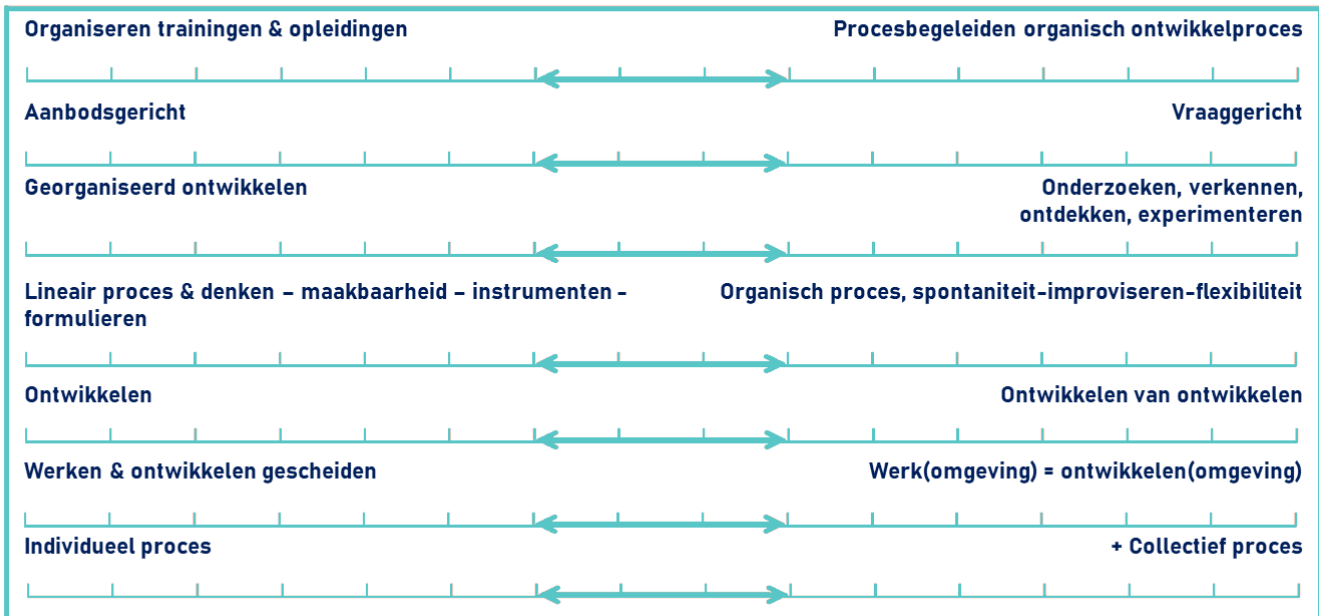 Organiseren trainingen & opleidingen
Procesbegeleiden organisch ontwikkelproces
Aanbodsgericht
Vraaggericht
Georganiseerd ontwikkelen
Onderzoeken, verkennen,
ontdekken, experimenteren
Lineair proces & denken – maakbaarheid – instrumenten -
formulieren
Organisch proces, spontaniteit-improviseren-flexibiliteit
Ontwikkelen
Ontwikkelen van ontwikkelen
Werken & ontwikkelen gescheiden
Werk(omgeving) = ontwikkelen(omgeving)
Individueel proces
+ Collectief proces